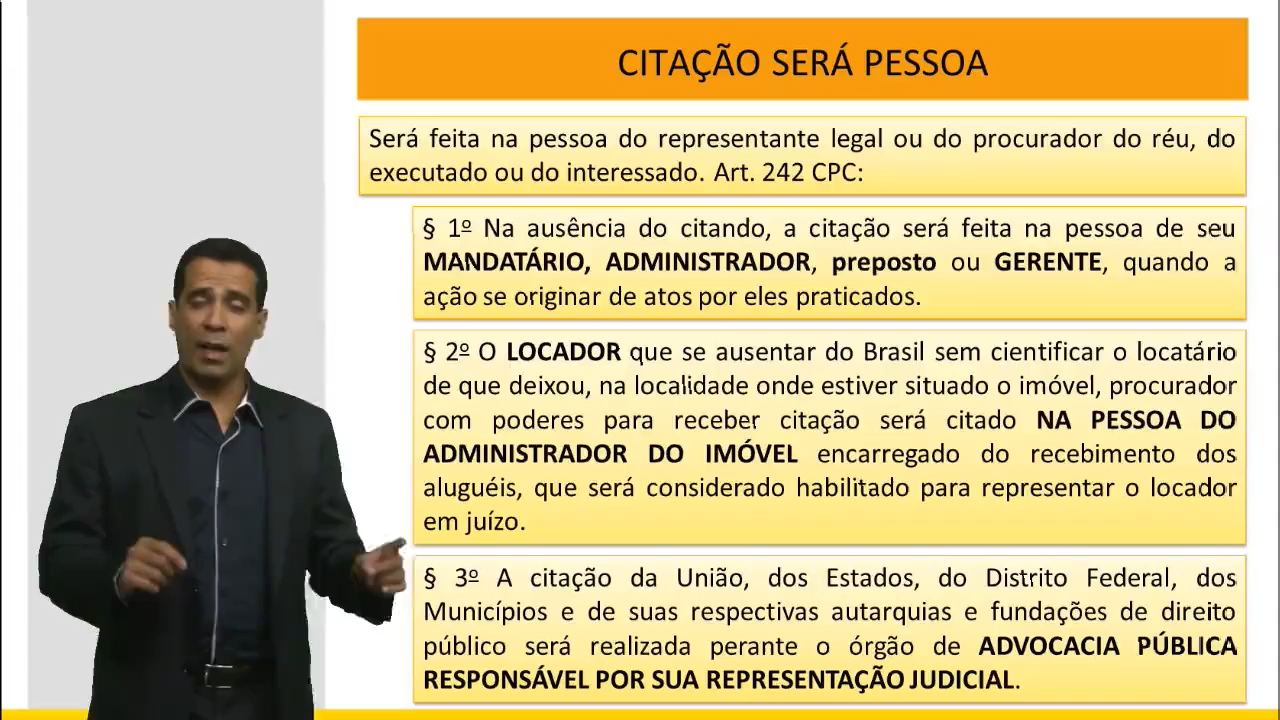 CITAÇÃO SERÁ PESSOA
Será feita na pessoa do representante legal ou do procurador do réu, do
executado ou do interessado. Art. 242 CPC:
§ 1º Na ausência do citando, a citação será feita na pessoa de seu
MANDATÁRIO, ADMINISTRADOR, preposto ou GERENTE, quando a
ação se originar de atos por eles praticados.
§ 2º O LOCADOR que se ausentar do Brasil sem cientificar o locatário
de que deixou, na localidade onde estiver situado o imóvel, procurador
com poderes para receber citação será citado NA PESSOA DO
ADMINISTRADOR DO IMÓVEL encarregado do recebimento dos
aluguéis, que será considerado habilitado para representar o locador
em juízo.
§ 3º A citação da União, dos Estados, do Distrito Federal, dos
Municípios e de suas respectivas autarquias e fundações de direito
público será realizada perante o órgão de ADVOCACIA PÚBLICA
RESPONSÁVEL POR SUA REPRESENTAÇÃO JUDICIAL.